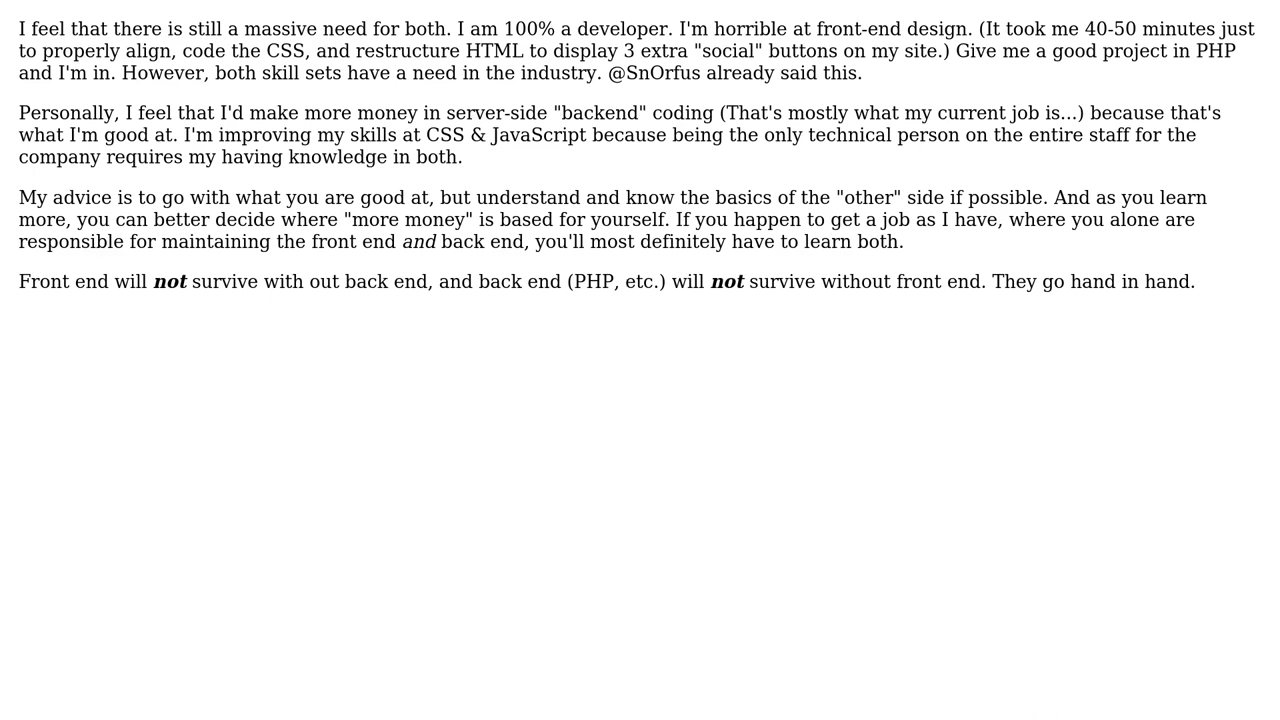 I feel that there is still a massive need for both. I am 100% a developer. I'm horrible at front-end design. (It took me 40-50 minutes just
to properly align, code the CSS, and restructure HTML to display 3 extra "social" buttons on my site.) Give me a good project in PHP
and I'm in. However, both skill sets have a need in the industry. @SnOrfus already said this.
Personally, I feel that I'd make more money in server-side "backend" coding (That's mostly what my current job is...) because that's
what I'm good at. I'm improving my skills at CSS & JavaScript because being the only technical person on the entire staff for the
company requires my having knowledge in both.
My advice is to go with what you are good at, but understand and know the basics of the "other" side if possible. And as you learn
more, you can better decide where "more money" is based for yourself. If you happen to get a job as I have, where you alone are
responsible for maintaining the front end and back end, you'll most definitely have to learn both.
Front end will not survive with out back end, and back end (PHP, etc.) will not survive without front end. They go hand in hand.